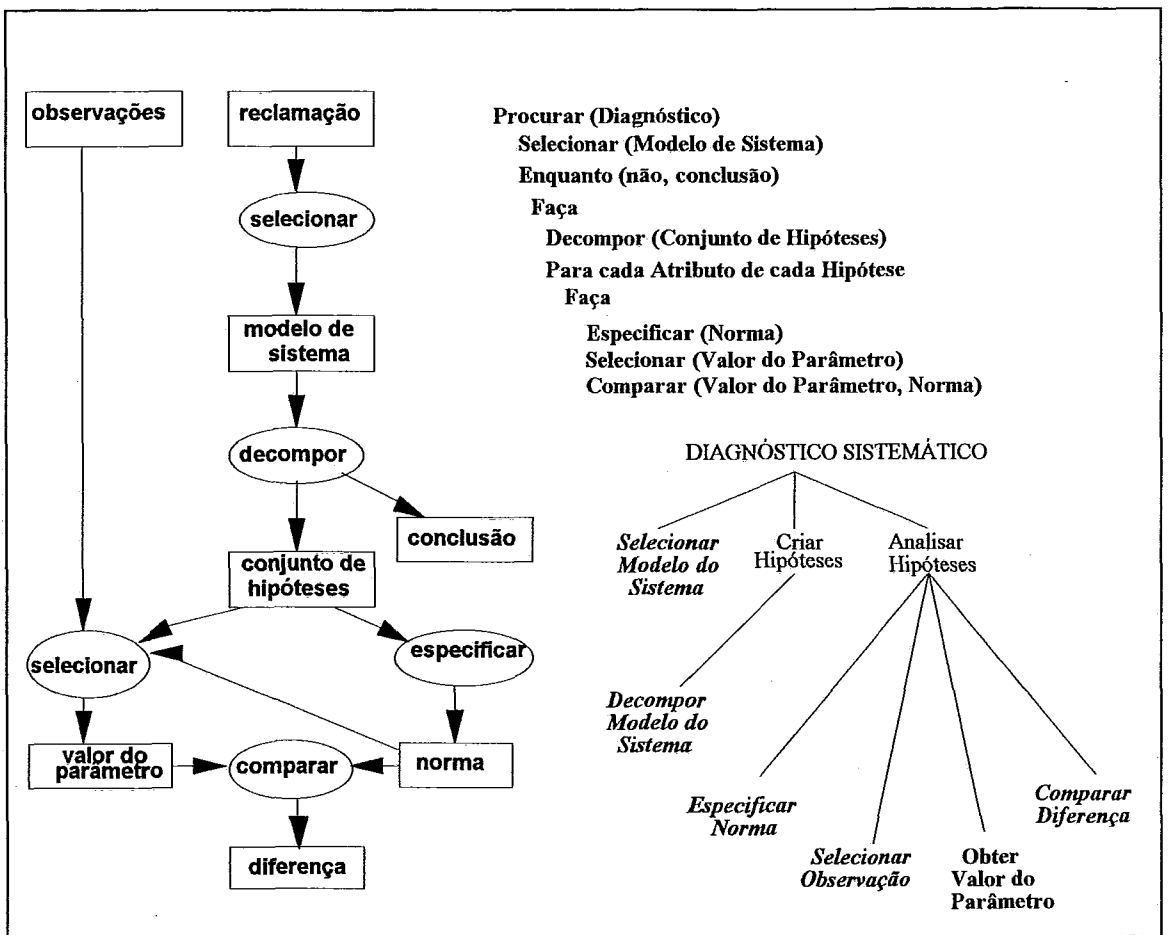 observações
reclamação
selecionar
modelo de
sistema
decompor
conclusão
conjunto de
hipóteses
selecionar
especificar
valor do
parâmetro
comparar
norma
diferença
Procurar (Diagnóstico)
Selecionar (Modelo de Sistema)
Enquanto (não, conclusão)
Faça
Decompor (Conjunto de Hipóteses)
Para cada Atributo de cada Hipótese
Faça
Especificar (Norma)
Selecionar (Valor do Parâmetro)
Comparar (Valor do Parâmetro, Norma)
DIAGNÓSTICO SISTEMÁTICO
Selecionar
Modelo do
Sistema
Criar
Hipóteses
Analisar
Hipóteses
Decompor
Modelo do
Sistema
Especificar
Norma
Selecionar
Observação
Obter
Valor do
Parâmetro
Comparar
Diferença